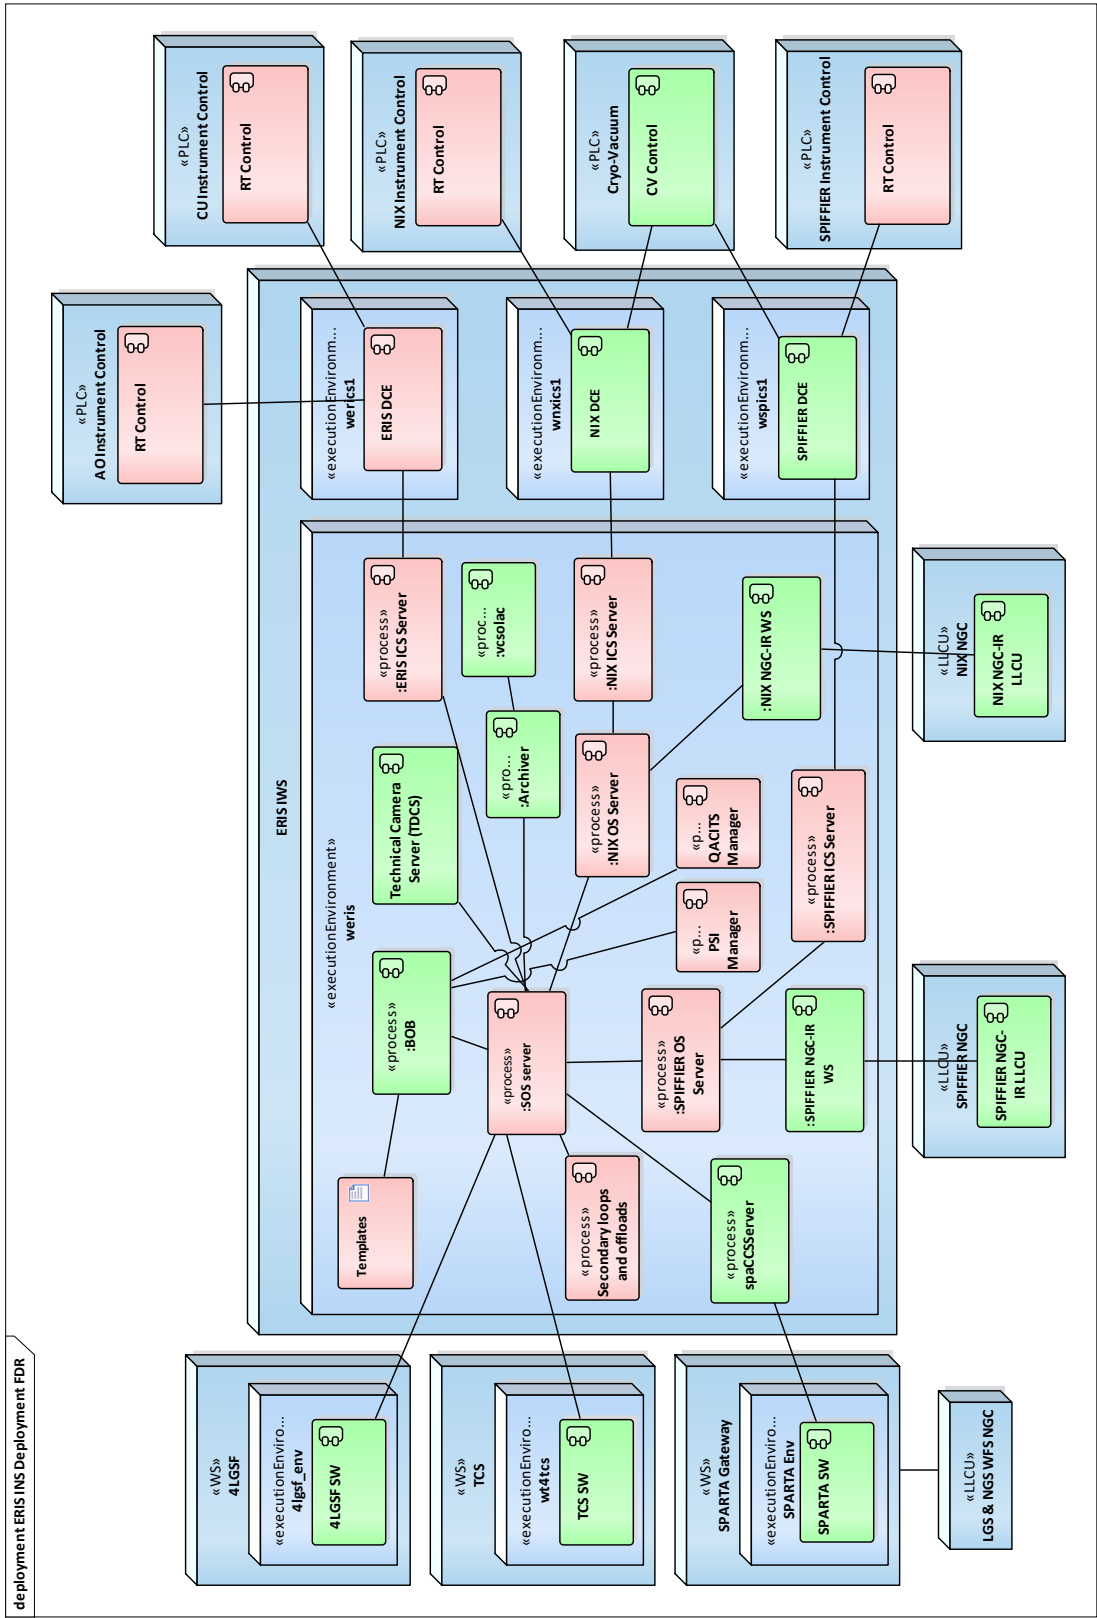 deployment ERIS INS Deployment FDR
«WS»
4LGSF
«executionEnviro...
4lgsf_env
4LGSF SW
«WS»
TCS
«executionEnviro...
wt4tcs
TCS SW
«WS»
SPARTA Gateway
«executionEnviro...
SPARTA Env
SPARTA SW
«LLCU»
LGS & NGS WFS NGC
ERIS IWS
«executionEnvironment»
weris
Templates
«process»
:BOB
Technical Camera
Server (TDCS)
«process»
:ERIS ICS Server
«proc...
:vcsolac
«pro...
:Archiver
«process»
:SOS server
«process»
Secondary loops
and offloads
«process»
spaCCSServer
«process»
:NIX OS Server
«process»
:NIX ICS Server
«p...
QACITS
Manager
«p...
PSI
Manager
«process»
:SPIFFIER OS
Server
:SPIFFIER NGC-IR
WS
«process»
:SPIFFIER ICS Server
:NIX NGC-IR WS
«executionEnvironm...
werics1
ERIS DCE
«executionEnvironm...
wnxics1
NIX DCE
«executionEnvironm...
wspics1
SPIFFIER DCE
«PLC»
AO Instrument Control
RT Control
«PLC»
CU Instrument Control
RT Control
«PLC»
NIX Instrument Control
RT Control
«PLC»
Cryo-Vacuum
CV Control
«PLC»
SPIFFIER Instrument Control
RT Control
«LLCU»
SPIFFIER NGC
SPIFFIER NGC-
IR LLCU
«LLCU»
NIX NGC
NIX NGC-IR
LLCU